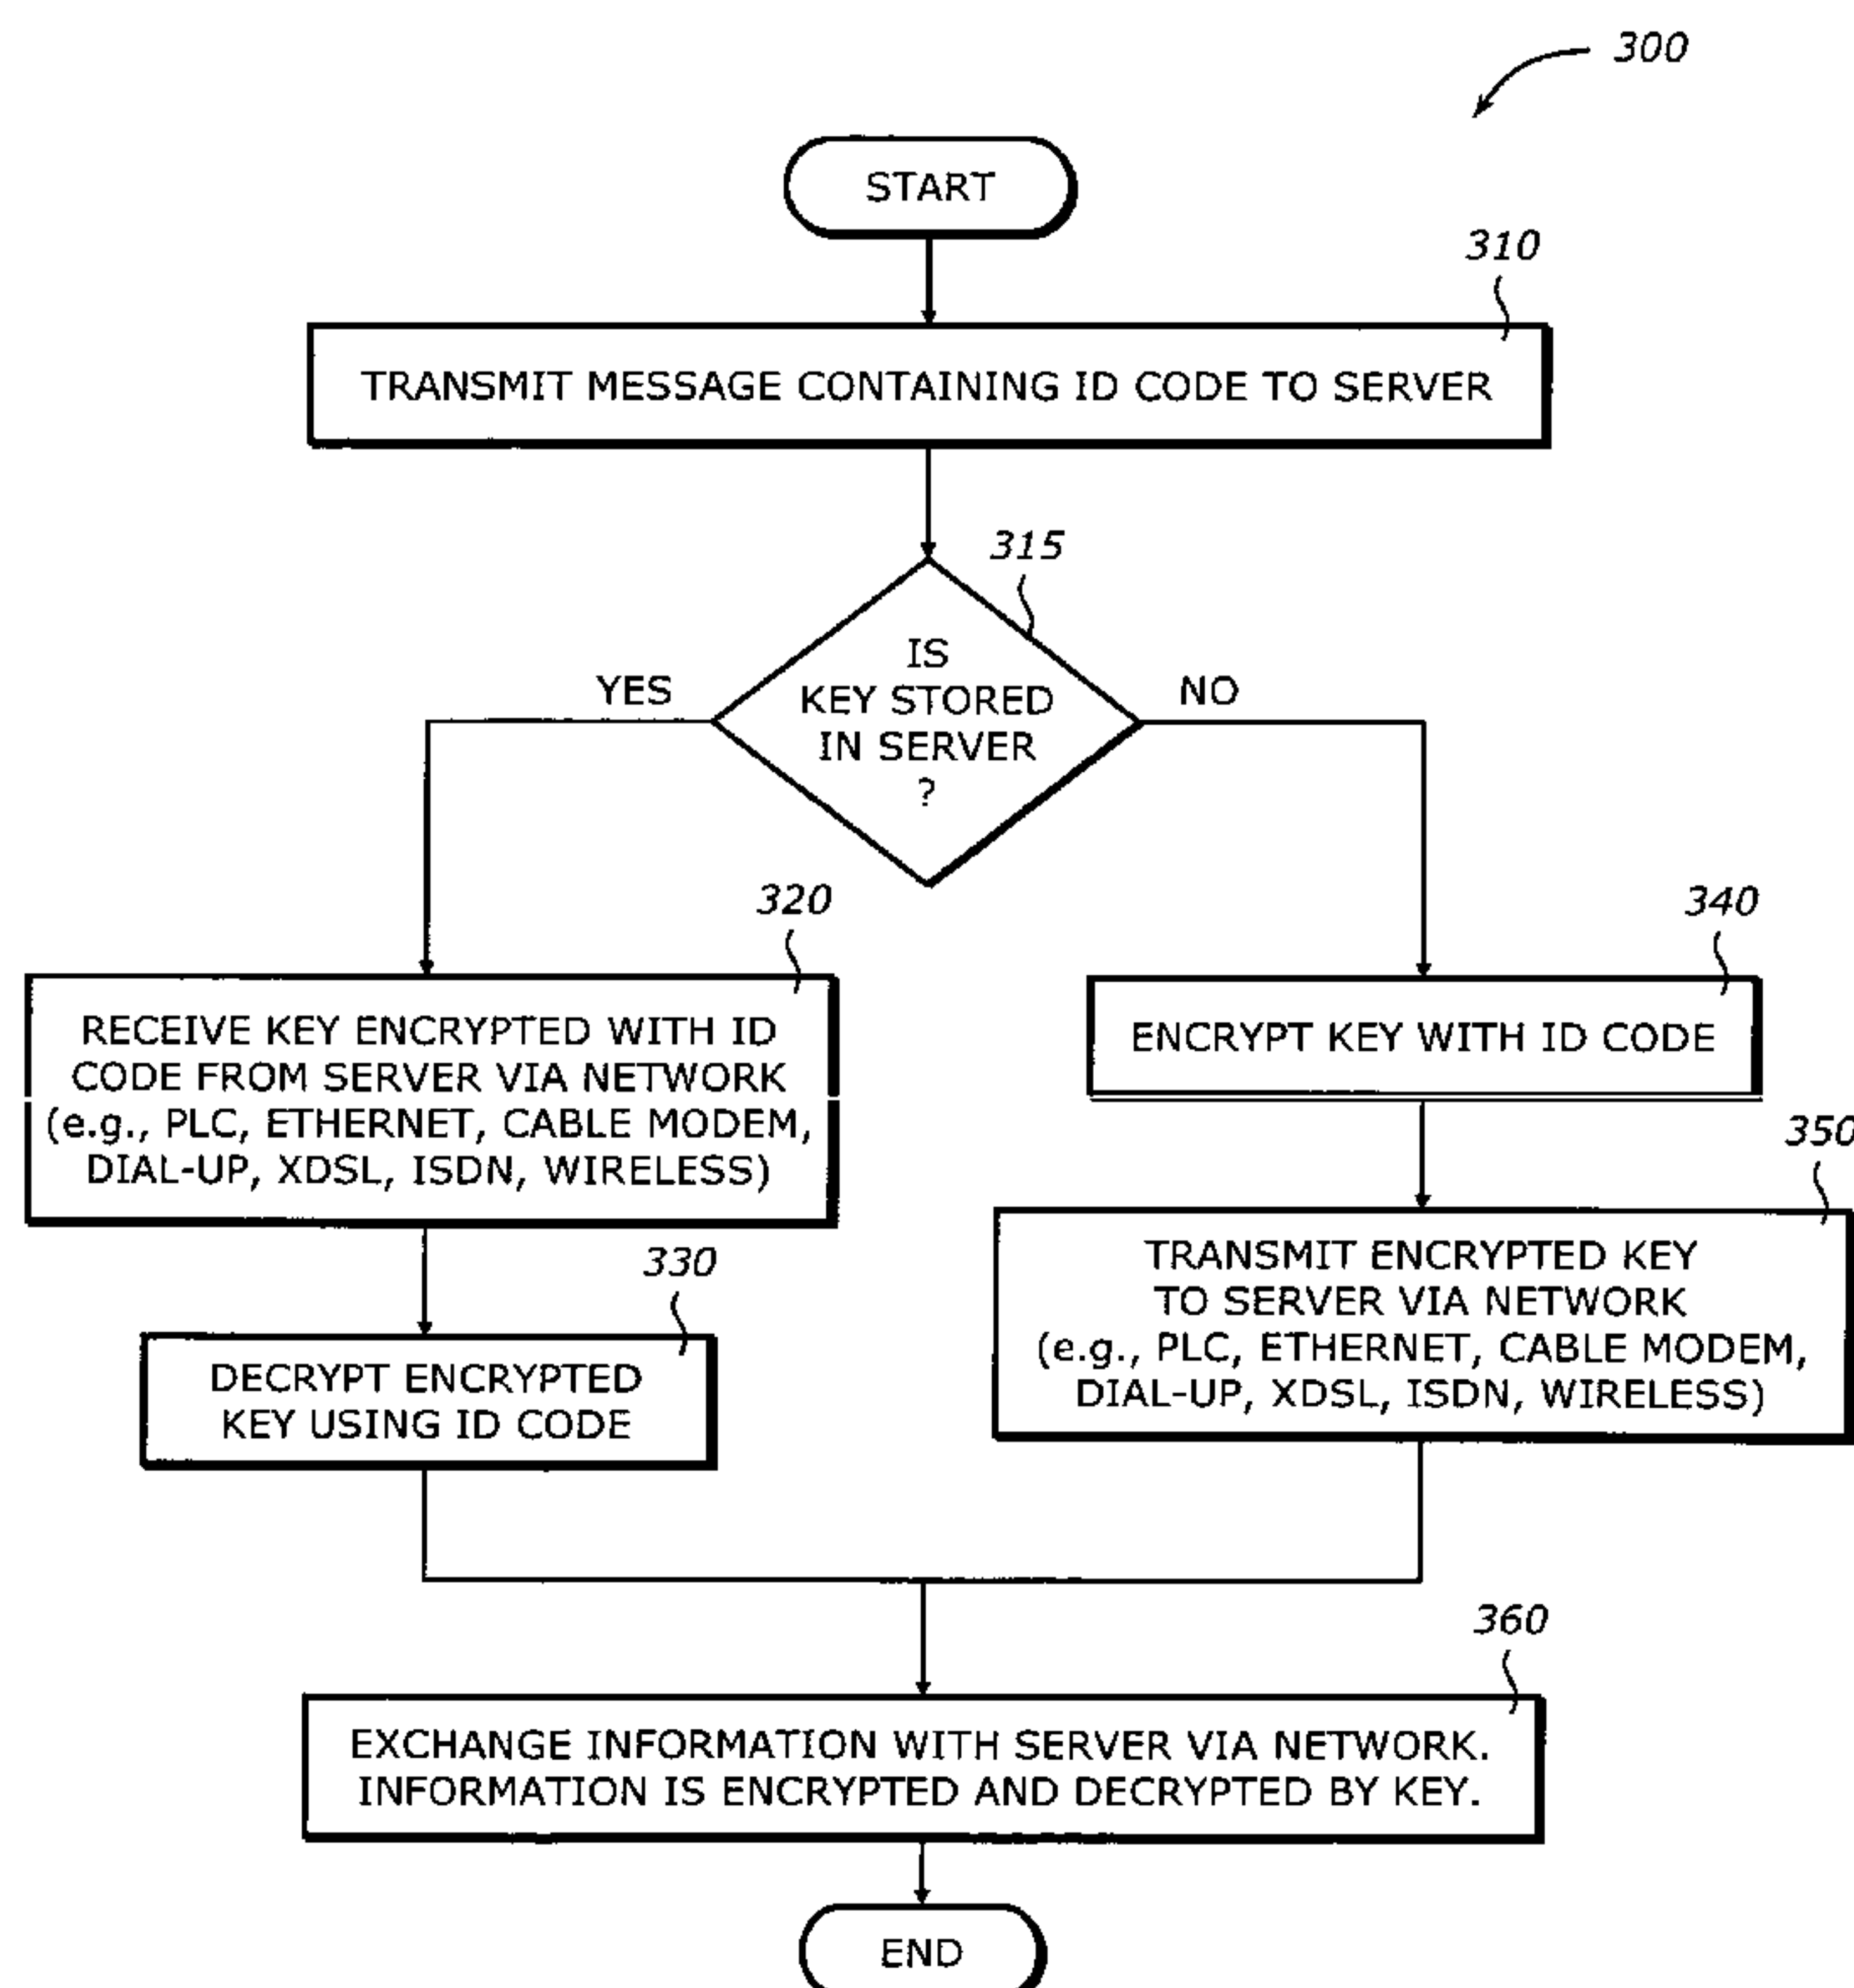 300
START
310
TRANSMIT MESSAGE CONTAINING ID CODE TO SERVER
315
IS
KEY STORED
IN SERVER
?
YES
NO
320
RECEIVE KEY ENCRYPTED WITH ID
CODE FROM SERVER VIA NETWORK
(e.g., PLC, ETHERNET, CABLE MODEM,
DIAL-UP, XDSL, ISDN, WIRELESS)
340
ENCRYPT KEY WITH ID CODE
330
DECRYPT ENCRYPTED
KEY USING ID CODE
350
TRANSMIT ENCRYPTED KEY
TO SERVER VIA NETWORK
(e.g., PLC, ETHERNET, CABLE MODEM,
DIAL-UP, XDSL, ISDN, WIRELESS)
360
EXCHANGE INFORMATION WITH SERVER VIA NETWORK.
INFORMATION IS ENCRYPTED AND DECRYPTED BY KEY.
END